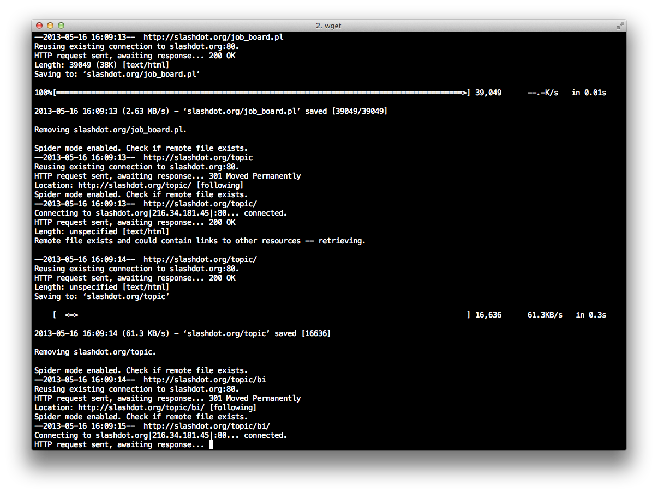 2. wget
--2013-05-16 16:09:13--  http://slashdot.org/job_board.pl
Reusing existing connection to slashdot.org:80.
HTTP request sent, awaiting response... 200 OK
Length: 39049 (38K) [text/html]
Saving to: ‘slashdot.org/job_board.pl’
100%[======================================================================================>] 39,049      --.-K/s   in 0.01s
2013-05-16 16:09:13 (2.63 MB/s) - ‘slashdot.org/job_board.pl’ saved [39049/39049]
Removing slashdot.org/job_board.pl.
Spider mode enabled. Check if remote file exists.
--2013-05-16 16:09:13--  http://slashdot.org/topic
Reusing existing connection to slashdot.org:80.
HTTP request sent, awaiting response... 301 Moved Permanently
Location: http://slashdot.org/topic/ [following]
Spider mode enabled. Check if remote file exists.
--2013-05-16 16:09:13--  http://slashdot.org/topic/
Connecting to slashdot.org|216.34.181.45|:80... connected.
HTTP request sent, awaiting response... 200 OK
Length: unspecified [text/html]
Remote file exists and could contain links to other resources -- retrieving.
--2013-05-16 16:09:14--  http://slashdot.org/topic/
Reusing existing connection to slashdot.org:80.
HTTP request sent, awaiting response... 200 OK
Length: unspecified [text/html]
Saving to: ‘slashdot.org/topic’
[  <=>                                                                                   ] 16,636      61.3KB/s   in 0.3s
2013-05-16 16:09:14 (61.3 KB/s) - ‘slashdot.org/topic’ saved [16636]
Removing slashdot.org/topic.
Spider mode enabled. Check if remote file exists.
--2013-05-16 16:09:14--  http://slashdot.org/topic/bi
Reusing existing connection to slashdot.org:80.
HTTP request sent, awaiting response... 301 Moved Permanently
Location: http://slashdot.org/topic/bi/ [following]
Spider mode enabled. Check if remote file exists.
--2013-05-16 16:09:15--  http://slashdot.org/topic/bi/
Connecting to slashdot.org|216.34.181.45|:80... connected.
HTTP request sent, awaiting response...